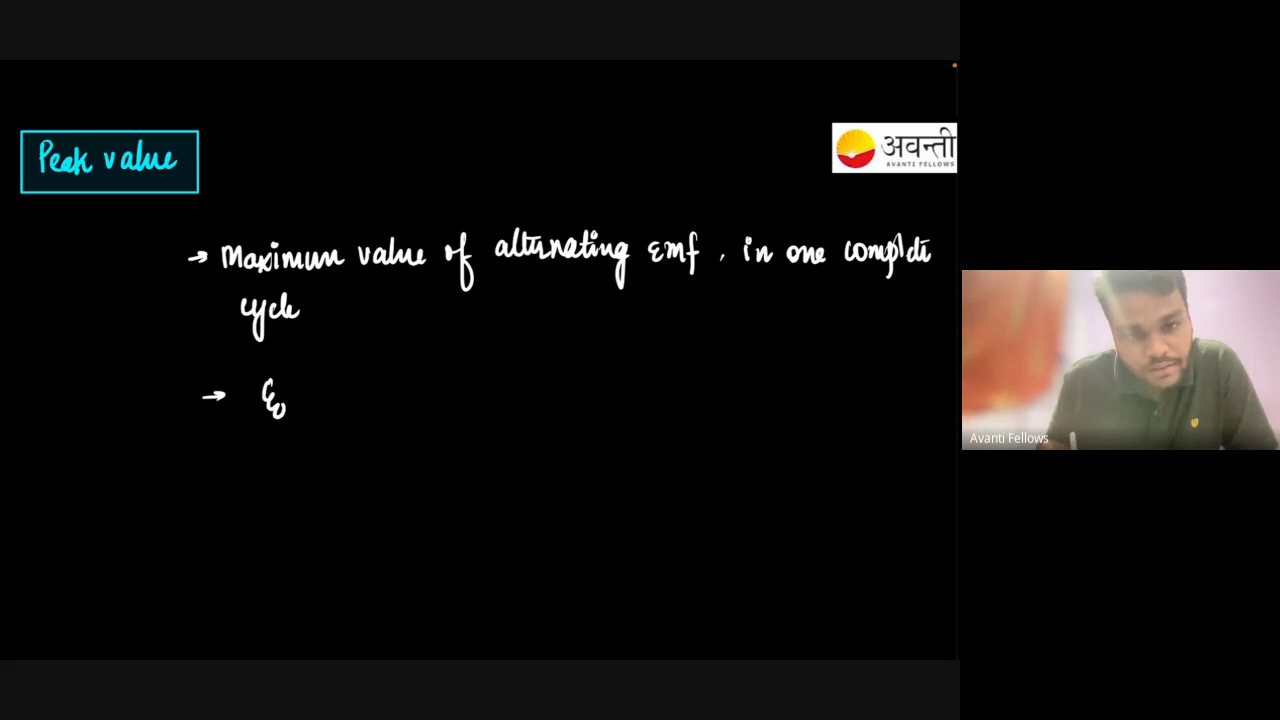 Peak value
अवन्ती
AVANTI FELLOWS
→ Maximum value of alternating emf, in one complete
cycle
→ ε₀
Avanti Fellows